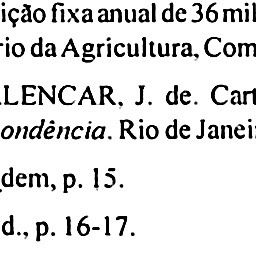 ição fixa anual de 36 mil
rio da Agricultura, Com
LENCAR, J. de. Cart
ondência. Rio de Janei
dem, p. 15.
d., p. 16-17.